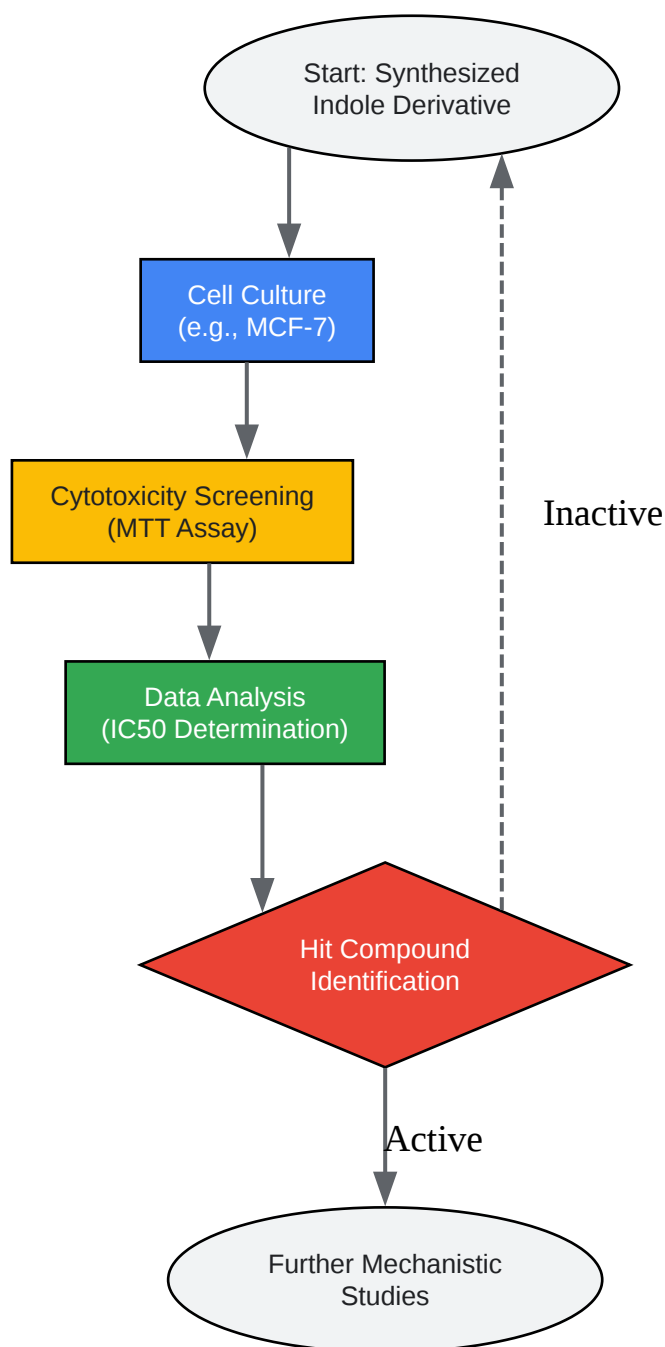 Start: Synthesized
Indole Derivative
Cell Culture
(e.g., MCF-7)
Cytotoxicity Screening
(MTT Assay)
Inactive
Data Analysis
(IC50 Determination)
Hit Compound
Identification
Active
Further Mechanistic
Studies